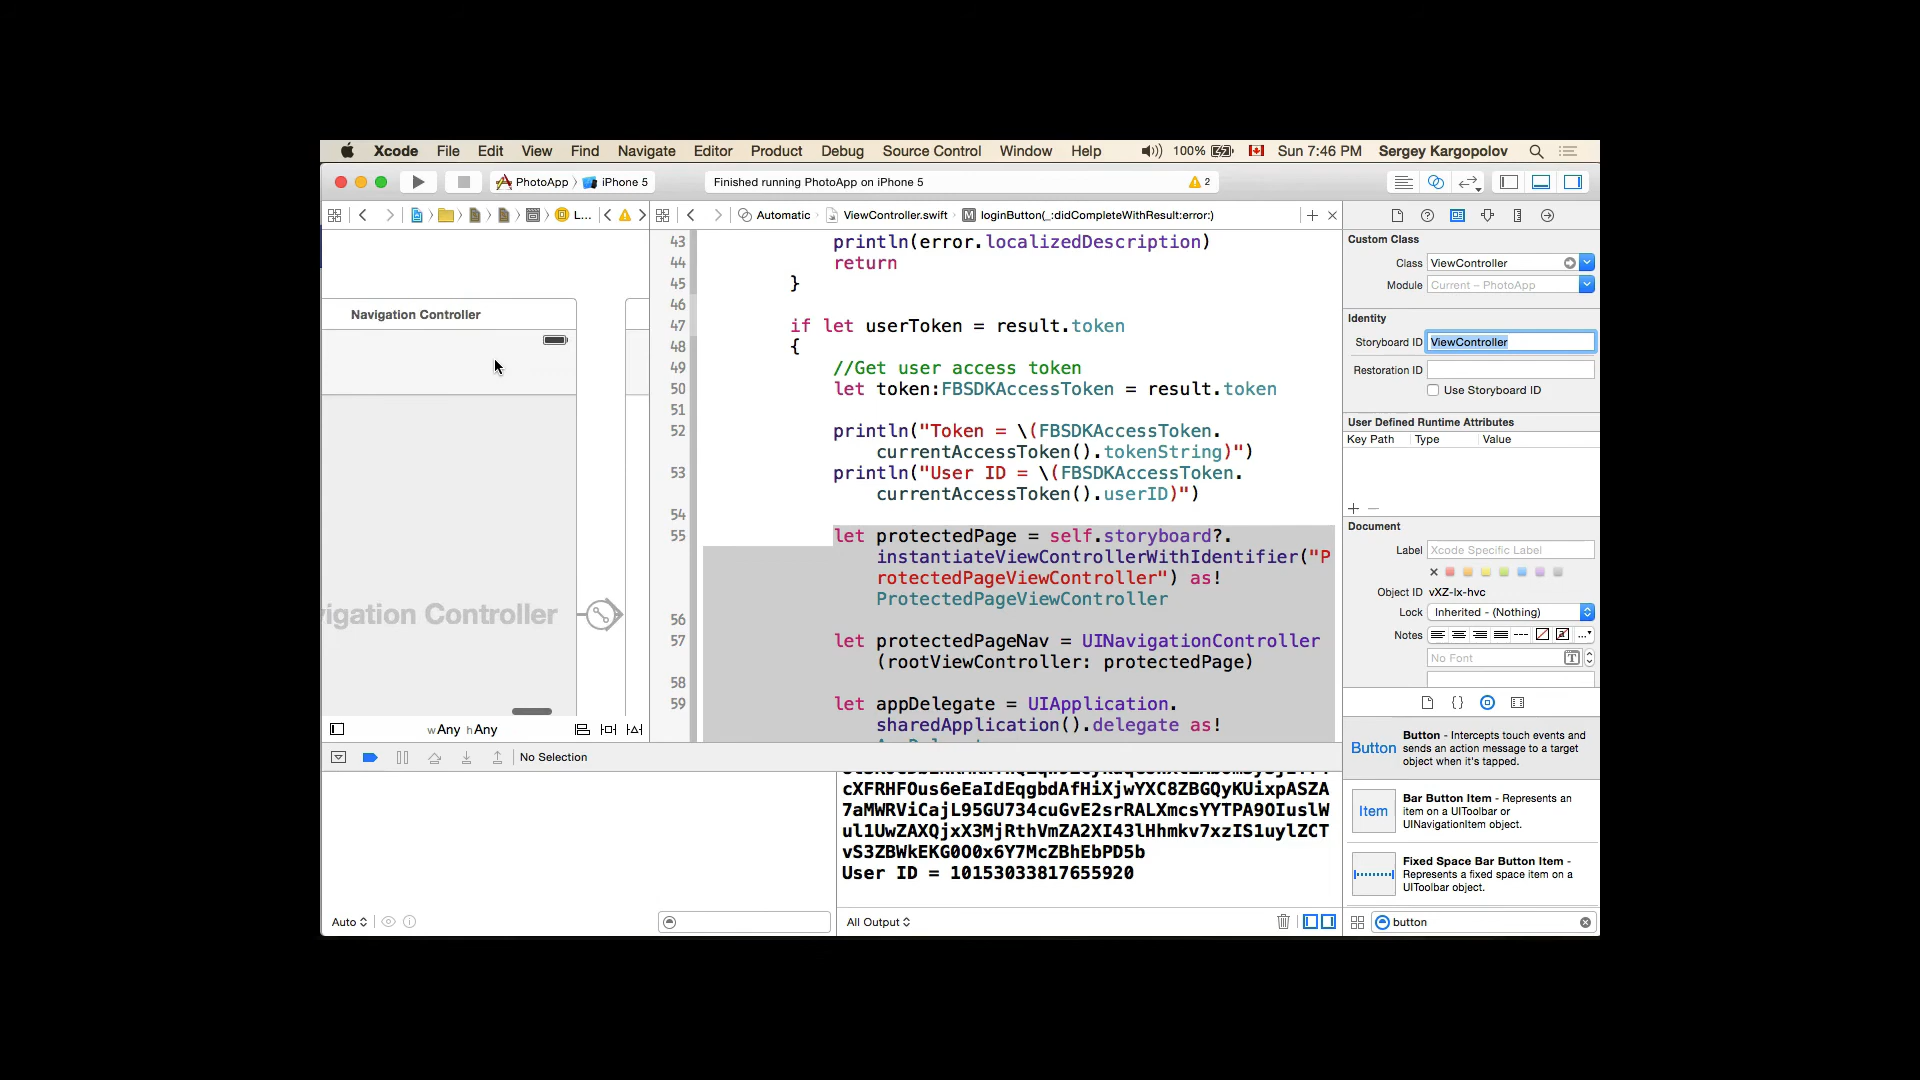 Xcode File Edit View Find Navigate Editor Product Debug Source Control Window Help 100% Sun 7:46 PM Sergey Kargopolov
PhotoApp iPhone 5 Finished running PhotoApp on iPhone 5 2
L... Automatic ViewController.swift M loginButton(_:didCompleteWithResult:error:)
Navigation Controller
Navigation Controller
wAny hAny
43 println(error.localizedDescription)
44 return
45 }
46
47 if let userToken = result.token
48 {
49 //Get user access token
50 let token:FBSDKAccessToken = result.token
51
52 println("Token = \(FBSDKAccessToken.
currentAccessToken().tokenString)")
53 println("User ID = \(FBSDKAccessToken.
currentAccessToken().userID)")
54
55 let protectedPage = self.storyboard?.
instantiateViewControllerWithIdentifier("P
rotectedPageViewController") as!
ProtectedPageViewController
56
57 let protectedPageNav = UINavigationController
(rootViewController: protectedPage)
58
59 let appDelegate = UIApplication.
sharedApplication().delegate as!
No Selection
cXFRHFOus6eEaIdEqgbdAfHiXjwYXC8ZBGQyKUixpASZA
7aMWRViCajL95GU734cuGvE2srRALXmcsYYTPA9OIuslW
ul1UwZAXQjxX3MjRthVmZA2XI43lHhmkv7xzIS1uylZCT
vS3ZBWkEKG0O0x6Y7McZBhEbPD5b
User ID = 10153033817655920
Auto
All Output
Custom Class
Class ViewController
Module Current – PhotoApp
Identity
Storyboard ID ViewController
Restoration ID
Use Storyboard ID
User Defined Runtime Attributes
Key Path Type Value
Document
Label Xcode Specific Label
Object ID vXZ-lx-hvc
Lock Inherited - (Nothing)
Notes
No Font
Button
Button - Intercepts touch events and
sends an action message to a target
object when it's tapped.
Item
Bar Button Item - Represents an
item on a UIToolbar or
UINavigationItem object.
Fixed Space Bar Button Item -
Represents a fixed space item on a
UIToolbar object.
button